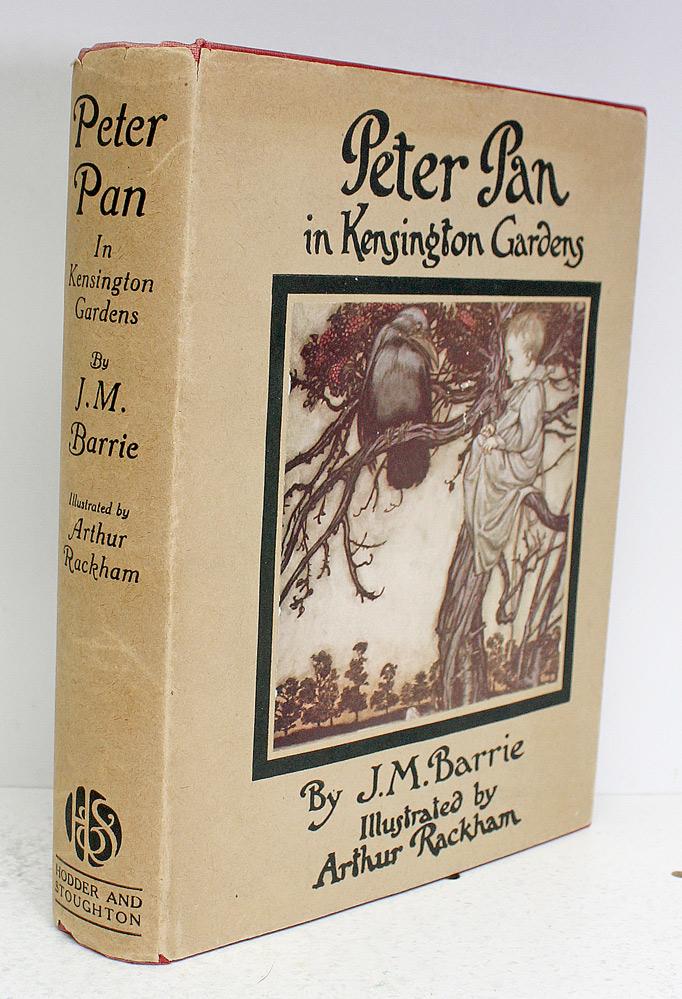 Peter
Pan
In
Kensington
Gardens
By
J.M.
Barrie
Illustrated by
Arthur
Rackham
H&S
HODDER AND
STOUGHTON
Peter Pan
in Kensington Gardens
By J.M. Barrie
Illustrated by
Arthur Rackham